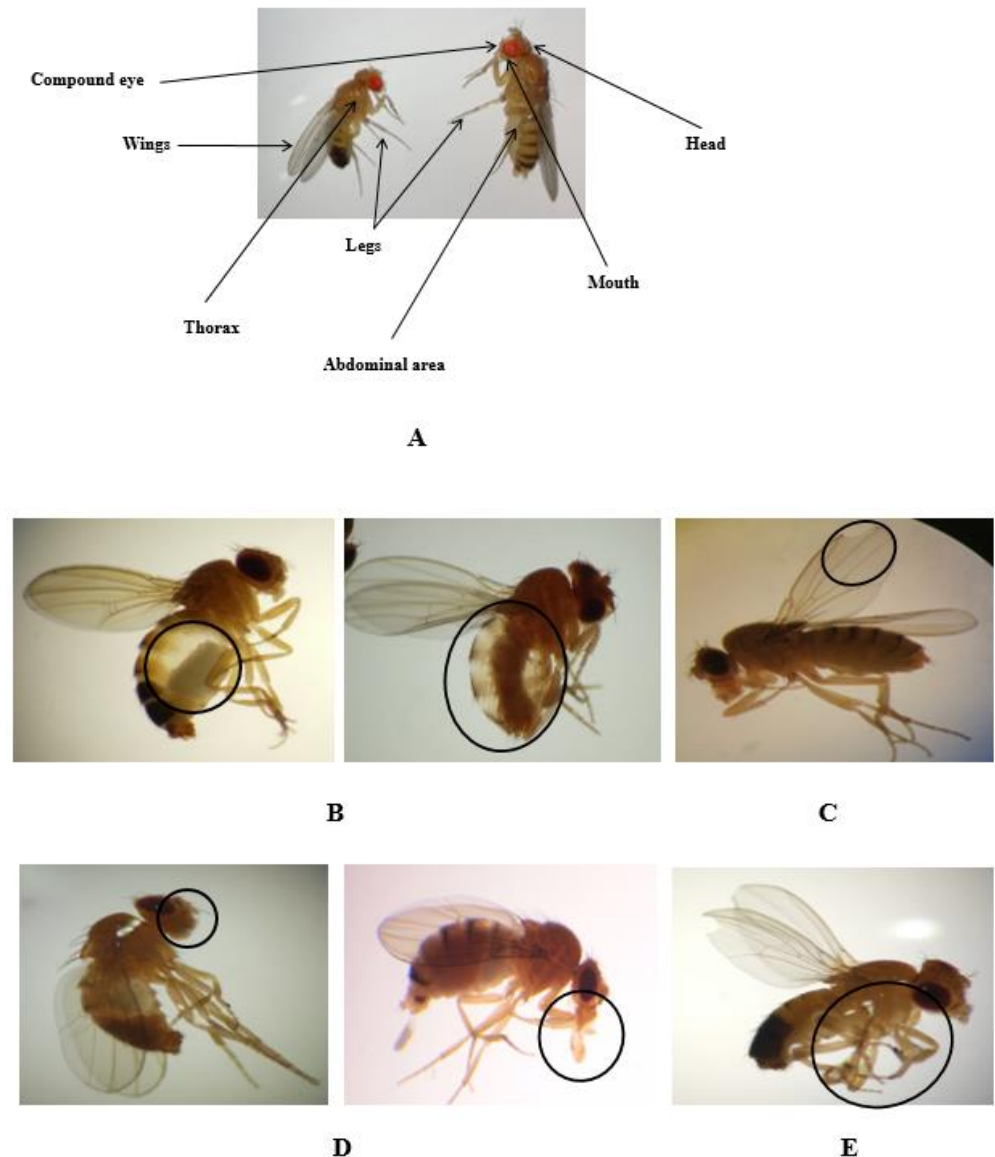 Compound eye
Wings
Head
Legs
Mouth
Thorax
Abdominal area
A
B
C
D
E